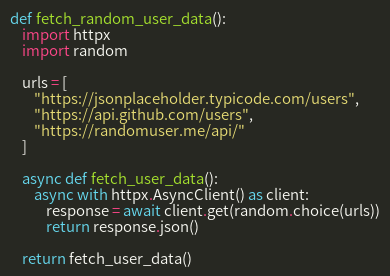 def fetch_random_user_data():
    import httpx
    import random

    urls = [
        "https://jsonplaceholder.typicode.com/users",
        "https://api.github.com/users",
        "https://randomuser.me/api/"
    ]

    async def fetch_user_data():
        async with httpx.AsyncClient() as client:
            response = await client.get(random.choice(urls))
            return response.json()

    return fetch_user_data()